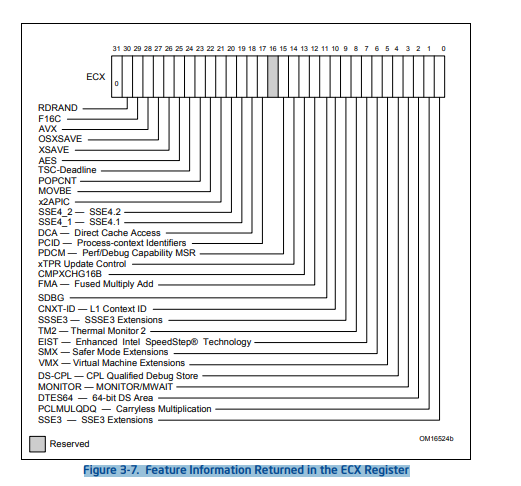 31 30 29 28 27 26 25 24 23 22 21 20 19 18 17 16 15 14 13 12 11 10 9 8 7 6 5 4 3 2 1 0
ECX
0
RDRAND
F16C
AVX
OSXSAVE
XSAVE
AES
TSC-Deadline
POPCNT
MOVBE
x2APIC
SSE4_2 — SSE4.2
SSE4_1 — SSE4.1
DCA — Direct Cache Access
PCID — Process-context Identifiers
PDCM — Perf/Debug Capability MSR
xTPR Update Control
CMPXCHG16B
FMA — Fused Multiply Add
SDBG
CNXT-ID — L1 Context ID
SSSE3 — SSSE3 Extensions
TM2 — Thermal Monitor 2
EIST — Enhanced Intel SpeedStep® Technology
SMX — Safer Mode Extensions
VMX — Virtual Machine Extensions
DS-CPL — CPL Qualified Debug Store
MONITOR — MONITOR/MWAIT
DTES64 — 64-bit DS Area
PCLMULQDQ — Carryless Multiplication
SSE3 — SSE3 Extensions
OM16524b
Reserved
Figure 3-7. Feature Information Returned in the ECX Register